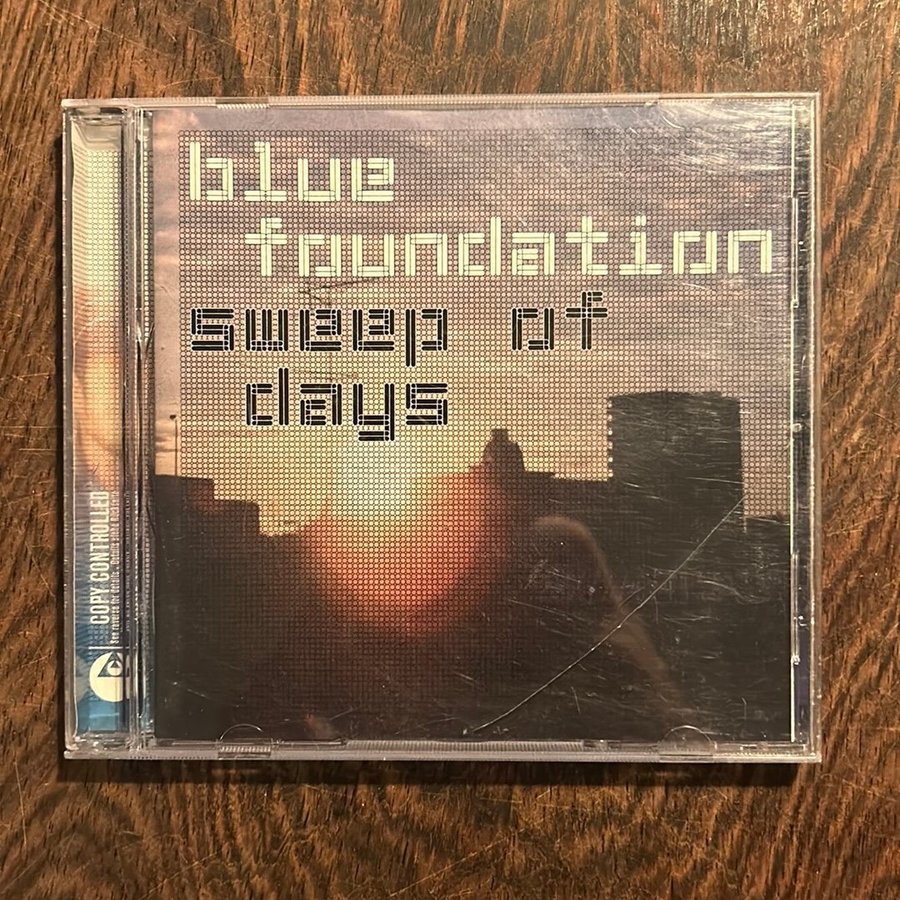 blue
foundation
sweep of
days
COPY CONTROLLED